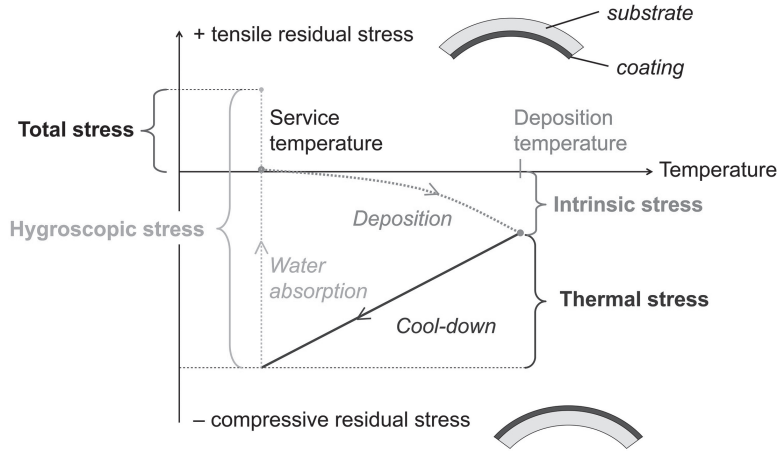 substrate
+ tensile residual stress
coating
Service
temperature
Deposition
temperature
Total stress
Temperature
Intrinsic stress
Deposition
Hygroscopic stress
Water
absorption
Thermal stress
Cool-down
– compressive residual stress